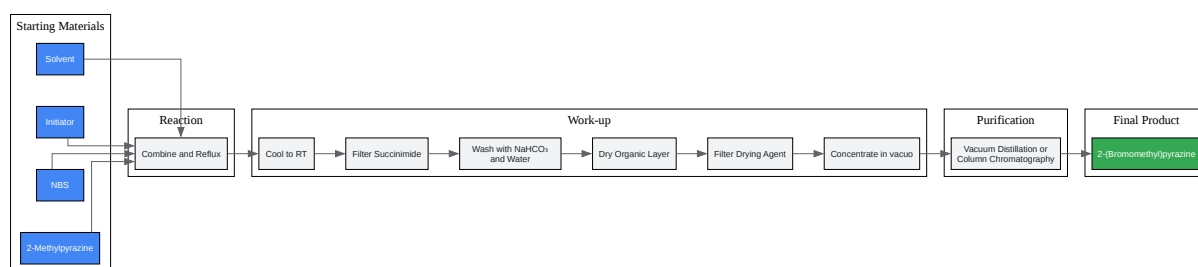 Starting Materials
Solvent
Initiator
NBS
2-Methylpyrazine
Reaction
Combine and Reflux
Work-up
Cool to RT
Filter Succinimide
Wash with NaHCO₃
and Water
Dry Organic Layer
Filter Drying Agent
Concentrate in vacuo
Purification
Vacuum Distillation or
Column Chromatography
Final Product
2-(Bromomethyl)pyrazine